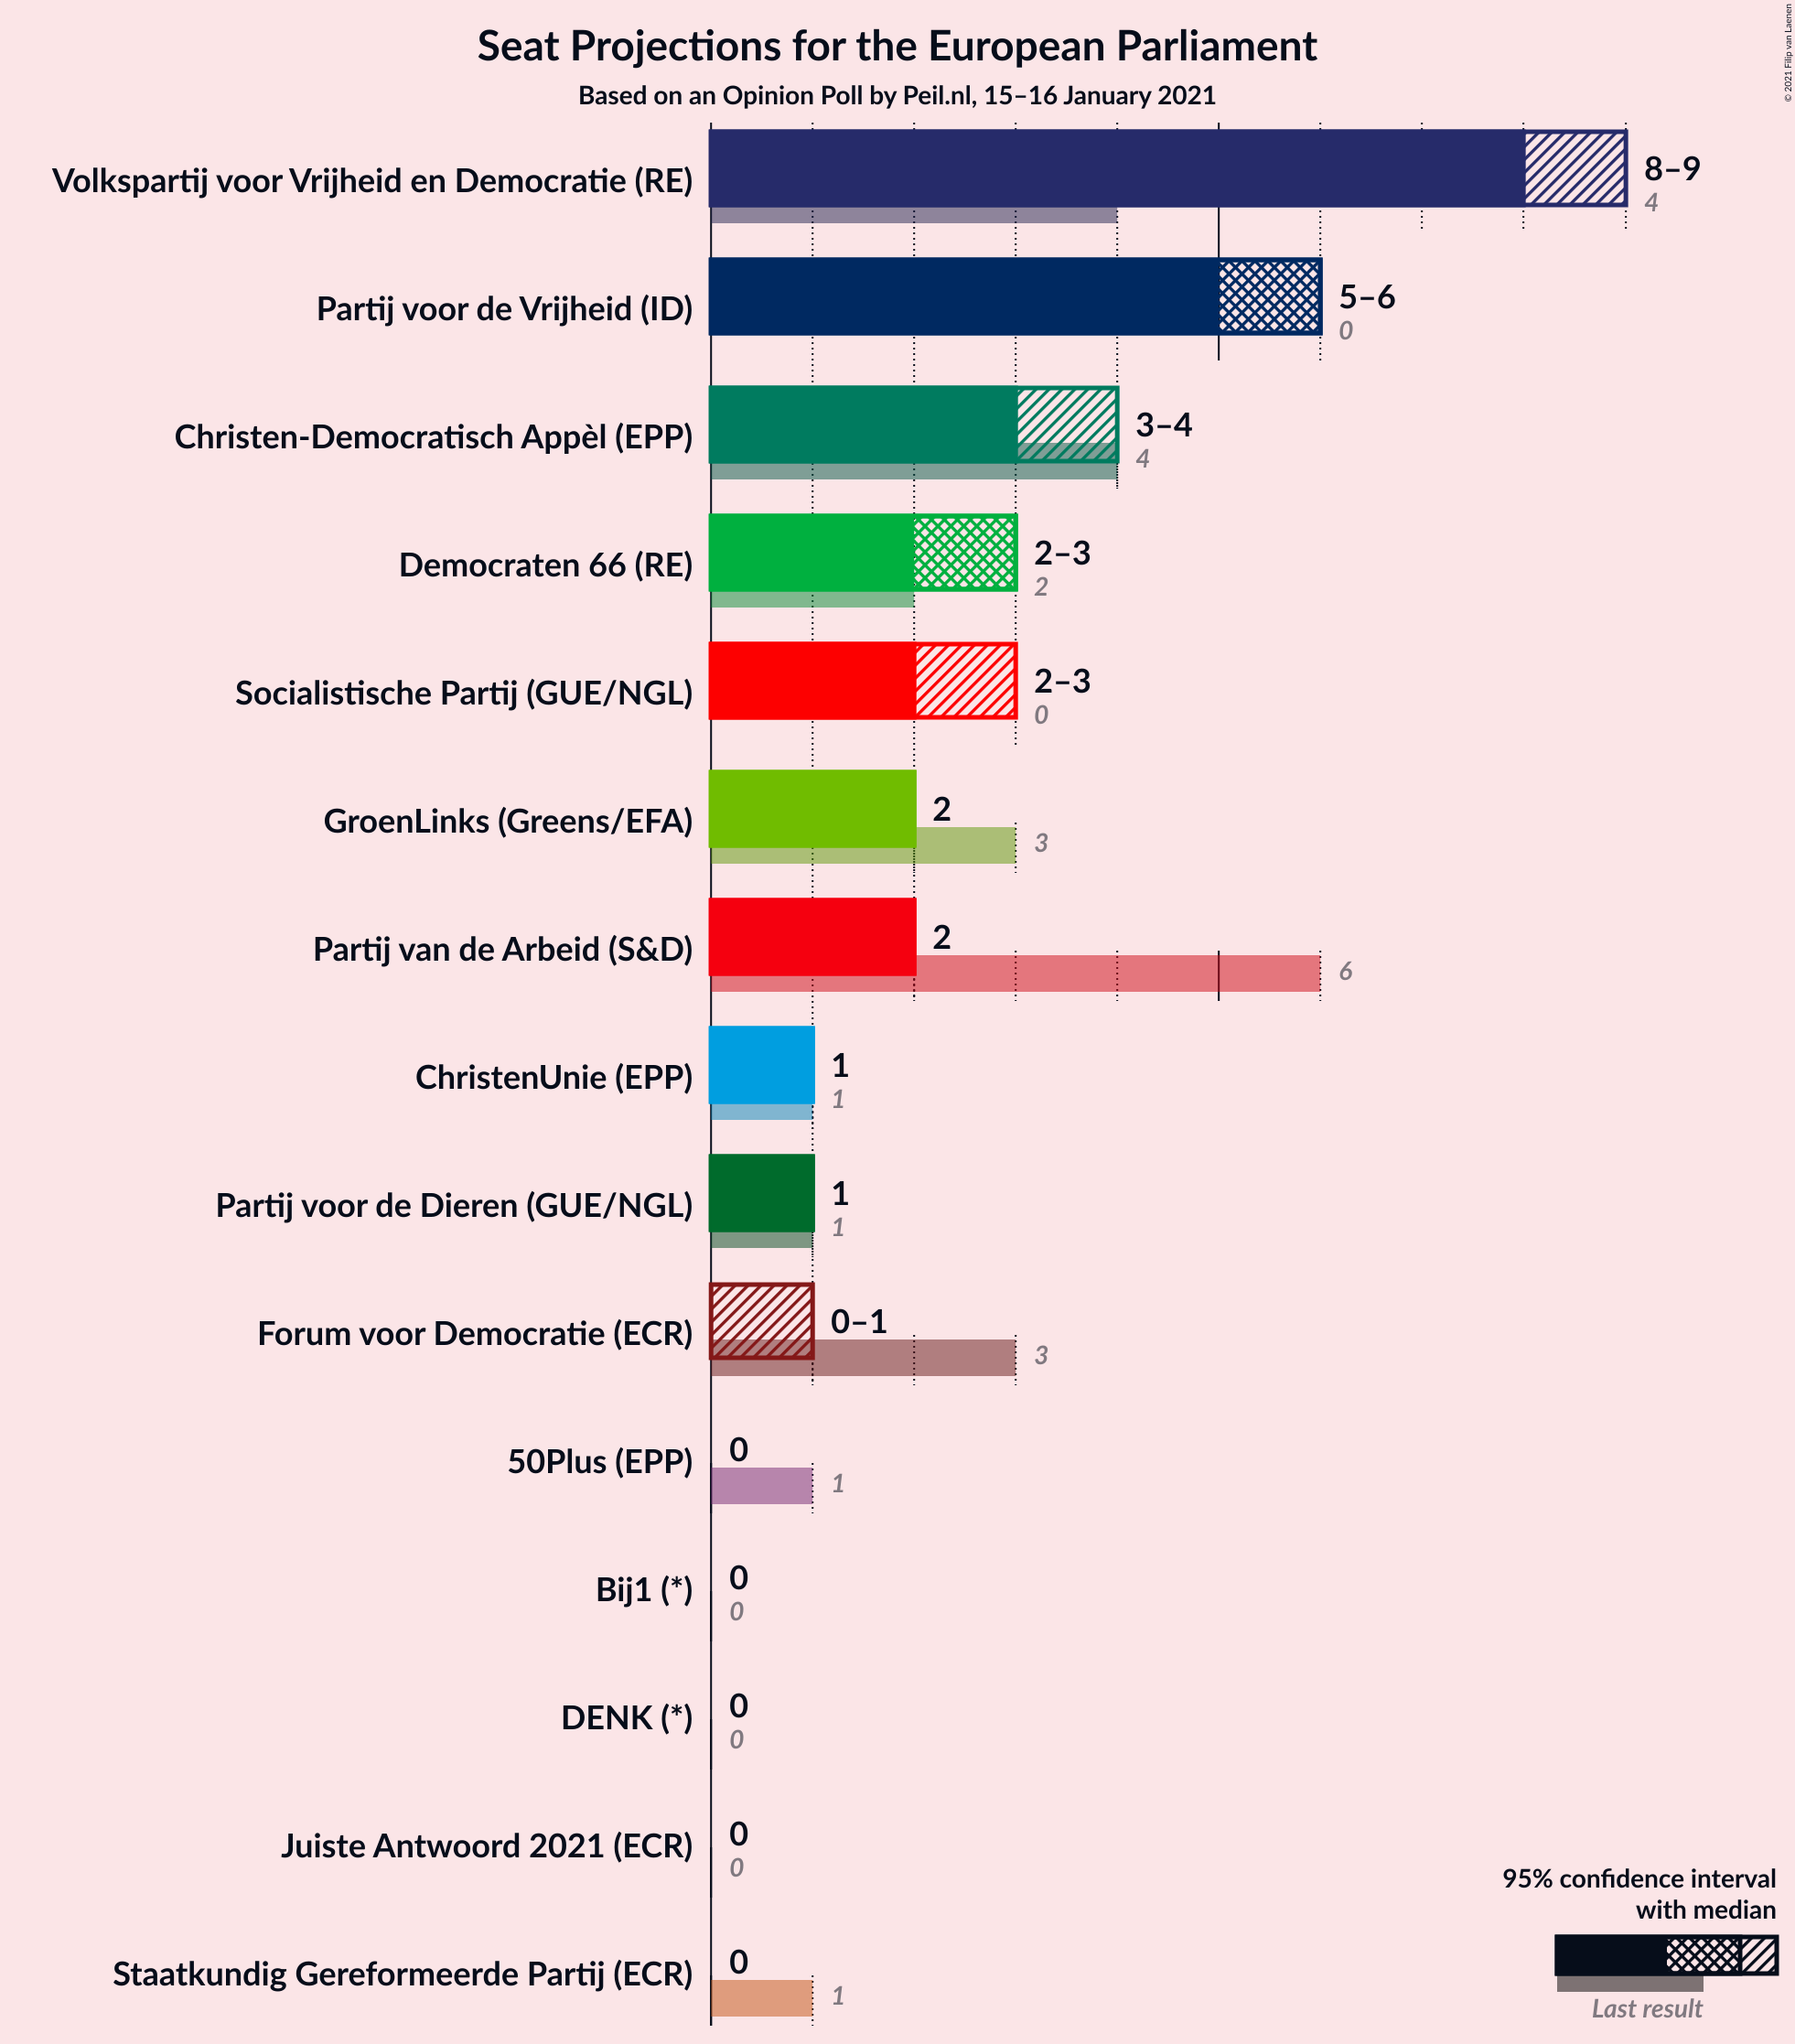 Seat Projections for the European Parliament
Based on an Opinion Poll by Peil.nl, 15–16 January 2021
© 2021 Filip van Laenen
Volkspartij voor Vrijheid en Democratie (RE)
8–9
4
Partij voor de Vrijheid (ID)
5–6
0
Christen-Democratisch Appèl (EPP)
3–4
4
Democraten 66 (RE)
2–3
2
Socialistische Partij (GUE/NGL)
2–3
0
GroenLinks (Greens/EFA)
2
3
Partij van de Arbeid (S&D)
2
6
ChristenUnie (EPP)
1
1
Partij voor de Dieren (GUE/NGL)
1
1
Forum voor Democratie (ECR)
0–1
3
50Plus (EPP)
0
1
Bij1 (*)
0
0
DENK (*)
0
0
Juiste Antwoord 2021 (ECR)
0
0
Staatkundig Gereformeerde Partij (ECR)
0
1
95% confidence interval
with median
Last result